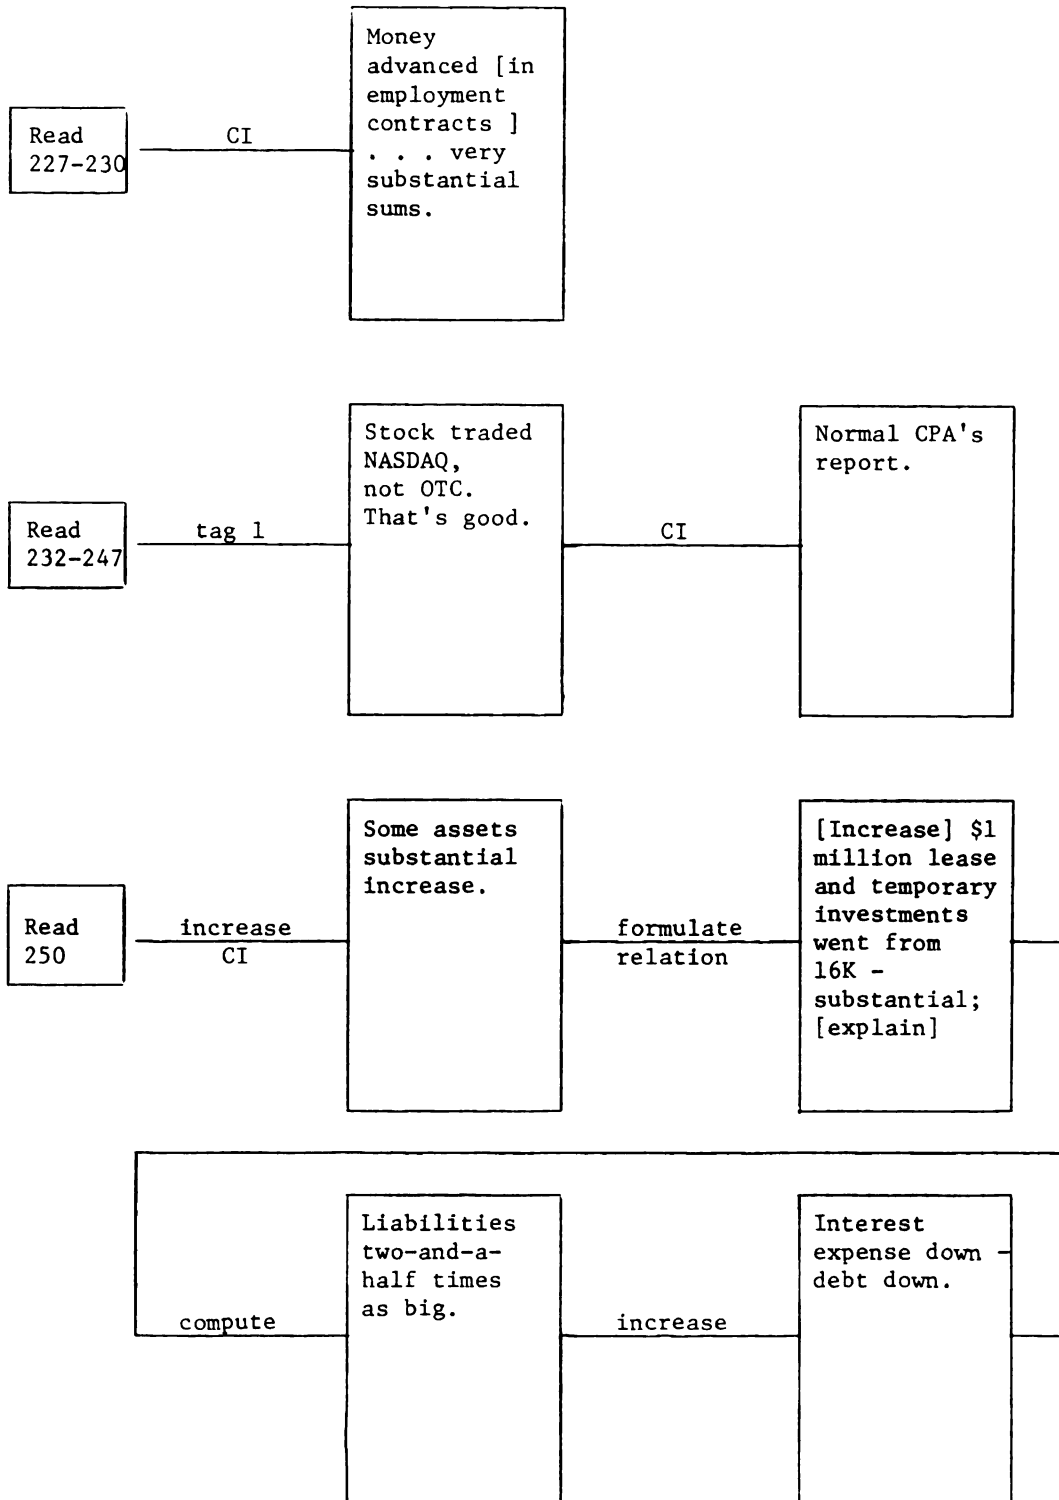 Money
advanced [in
employment
contracts ]
. . . very
substantial
sums.
Read
227-230
CI
Stock traded
NASDAQ,
not OTC.
That's good.
Normal CPA's
report.
Read
232-247
tag 1
CI
Some assets
substantial
increase.
[Increase] $1
million lease
and temporary
investments
went from
16K -
substantial;
[explain]
Read
250
increase
CI
formulate
relation
Liabilities
two-and-a-
half times
as big.
Interest
expense down -
debt down.
compute
increase